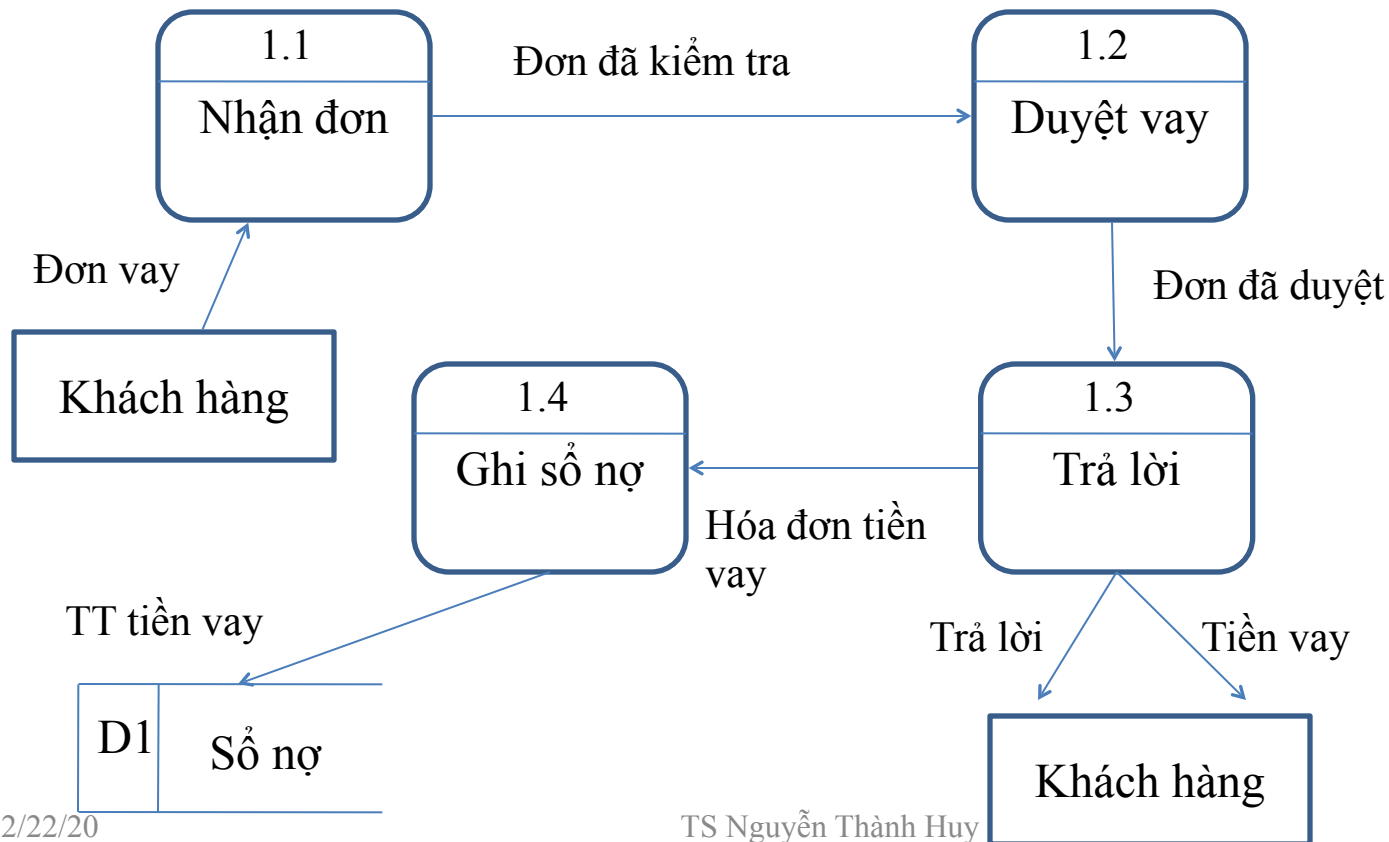 1.1
Nhận đơn
Đơn đã kiểm tra
1.2
Duyệt vay
Đơn vay
Đơn đã duyệt
Khách hàng
1.4
Ghi sổ nợ
1.3
Trả lời
Hóa đơn tiền
vay
TT tiền vay
Trả lời
Tiền vay
D1
Sổ nợ
Khách hàng
2/22/20
TS Nguyễn Thành Huy